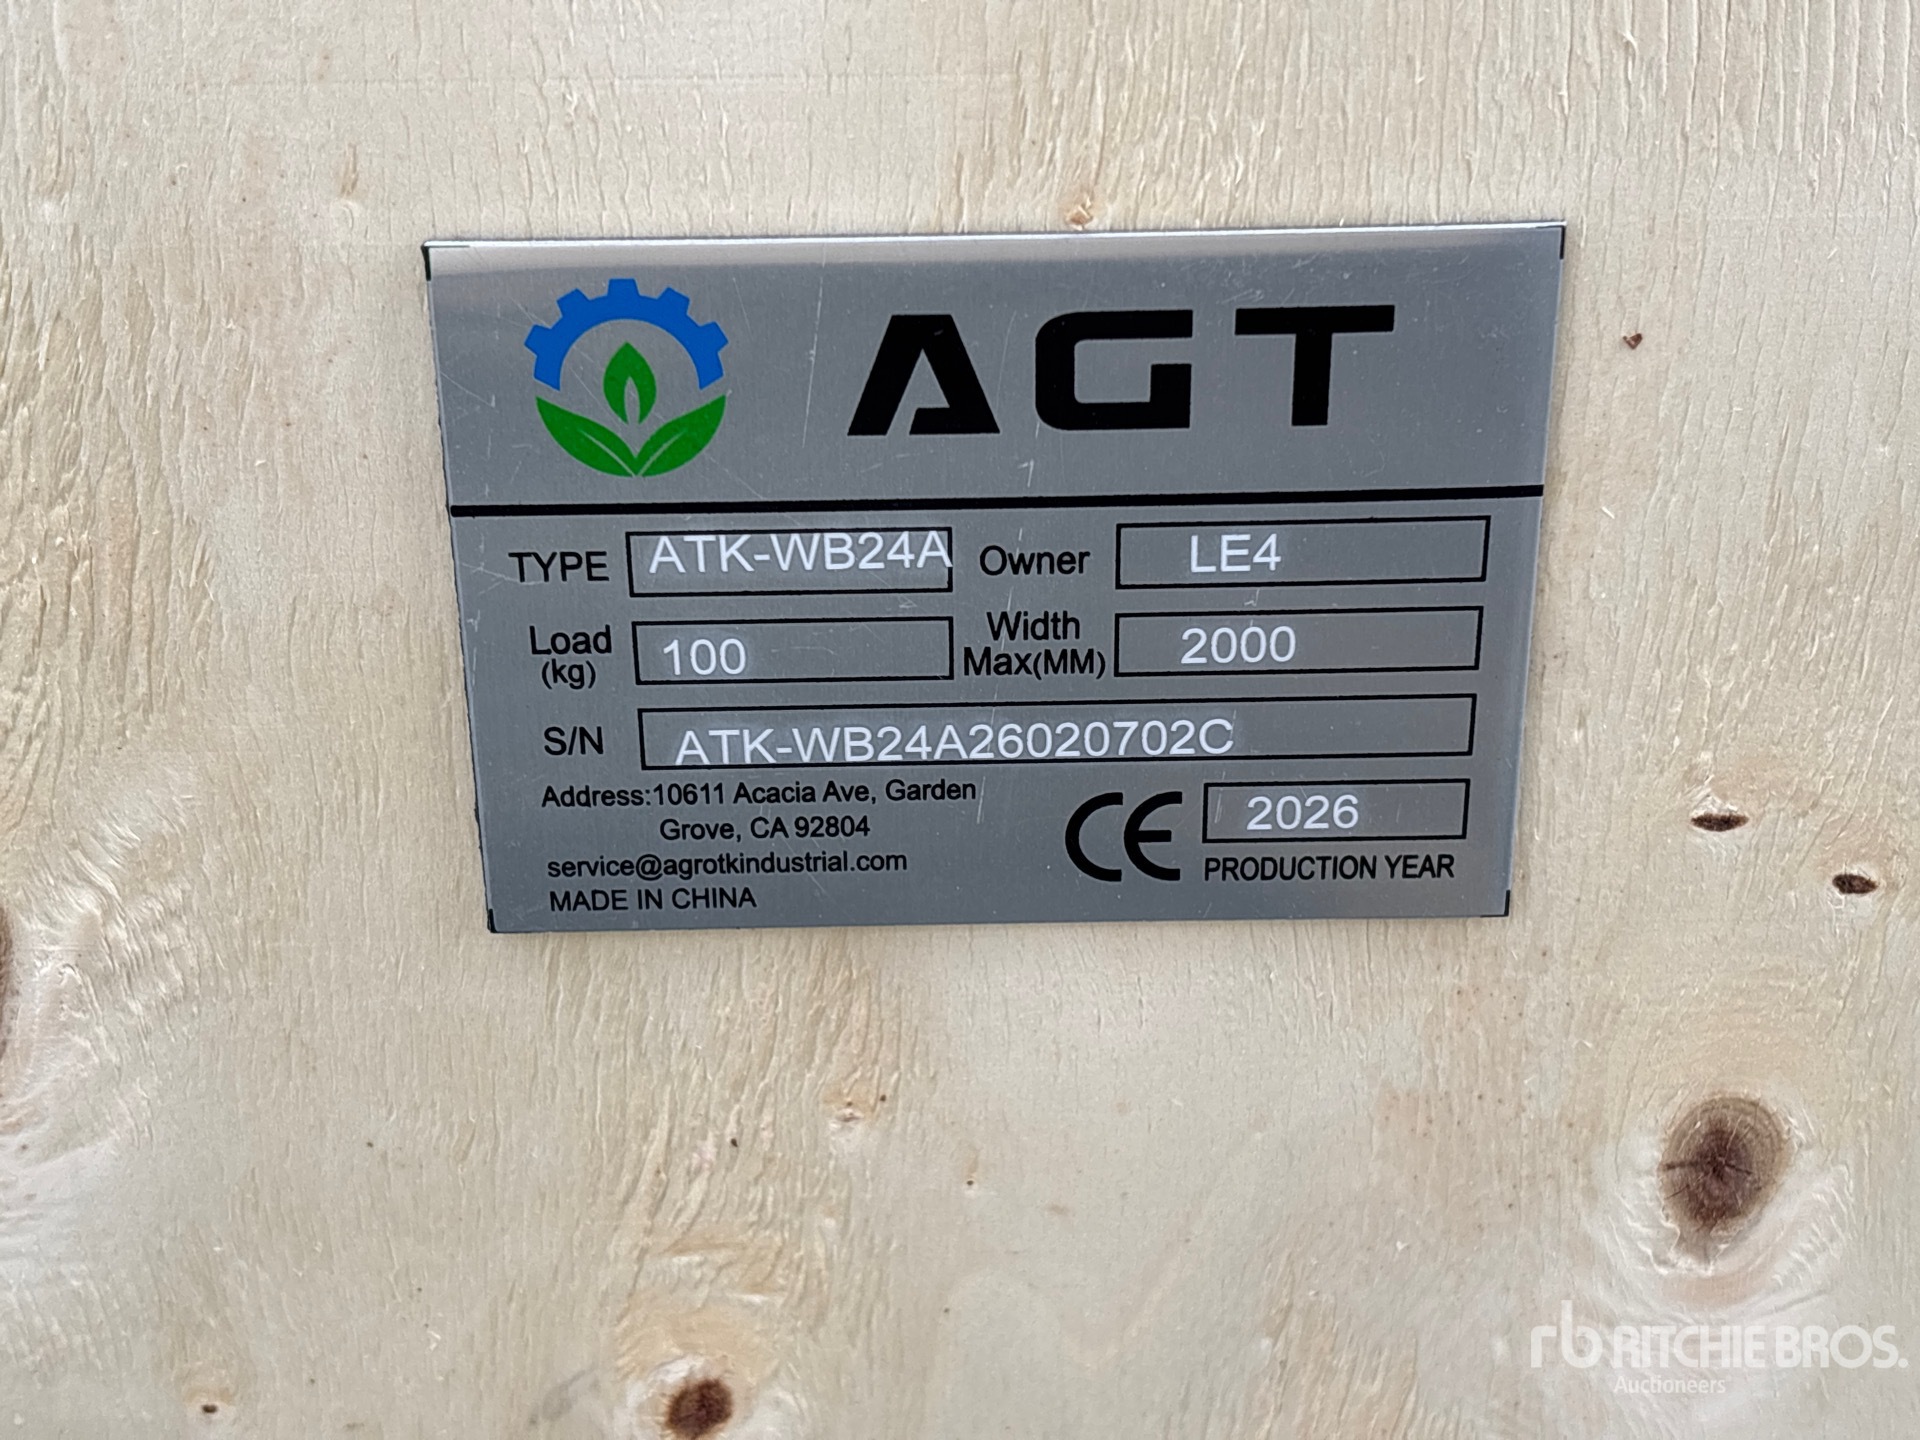 AGT
TYPE ATK-WB24A Owner LE4
Load (kg) 100 Width Max(MM) 2000
S/N ATK-WB24A26020702C
Address:10611 Acacia Ave, Garden
Grove, CA 92804
service@agrotkindustrial.com
MADE IN CHINA
CE 2026
PRODUCTION YEAR
rb RITCHIE BROS.
Auctioneers